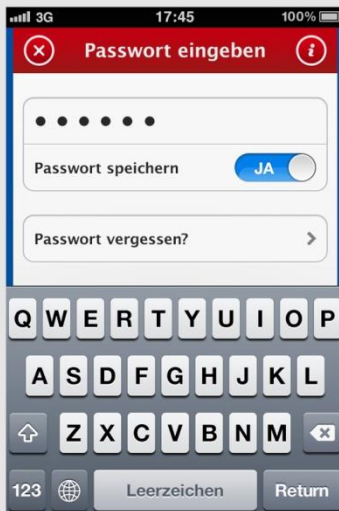 3G 17:45 100%
Passwort eingeben
Passwort speichern JA
Passwort vergessen?
Q W E R T Y U I O P
A S D F G H J K L
Z X C V B N M
123 Leerzeichen Return